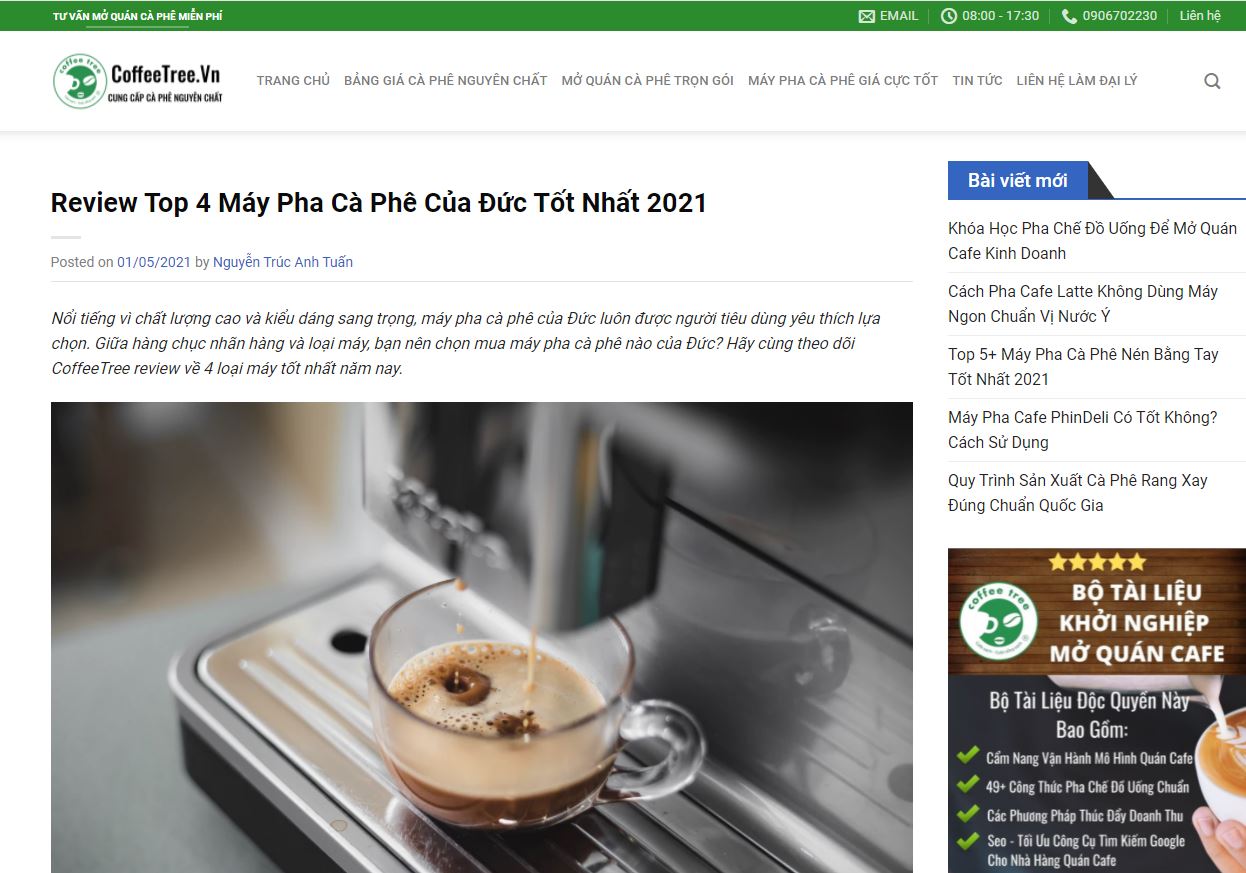 TƯ VẤN MỞ QUÁN CÀ PHÊ MIỄN PHÍ
EMAIL
08:00 - 17:30
0906702230
Liên hệ
coffee tree
CoffeeTree.Vn
CUNG CẤP CÀ PHÊ NGUYÊN CHẤT
TRANG CHỦ
BẢNG GIÁ CÀ PHÊ NGUYÊN CHẤT
MỞ QUÁN CÀ PHÊ TRỌN GÓI
MÁY PHA CÀ PHÊ GIÁ CỰC TỐT
TIN TỨC
LIÊN HỆ LÀM ĐẠI LÝ
Review Top 4 Máy Pha Cà Phê Của Đức Tốt Nhất 2021
Posted on 01/05/2021 by Nguyễn Trúc Anh Tuấn
Nổi tiếng vì chất lượng cao và kiểu dáng sang trọng, máy pha cà phê của Đức luôn được người tiêu dùng yêu thích lựa
chọn. Giữa hàng chục nhãn hàng và loại máy, bạn nên chọn mua máy pha cà phê nào của Đức? Hãy cùng theo dõi
CoffeeTree review về 4 loại máy tốt nhất năm nay.
Bài viết mới
Khóa Học Pha Chế Đồ Uống Để Mở Quán
Cafe Kinh Doanh
Cách Pha Cafe Latte Không Dùng Máy
Ngon Chuẩn Vị Nước Ý
Top 5+ Máy Pha Cà Phê Nén Bằng Tay
Tốt Nhất 2021
Máy Pha Cafe PhinDeli Có Tốt Không?
Cách Sử Dụng
Quy Trình Sản Xuất Cà Phê Rang Xay
Đúng Chuẩn Quốc Gia
coffee tree
BỘ TÀI LIỆU
KHỞI NGHIỆP
MỞ QUÁN CAFE
Bộ Tài Liệu Độc Quyền Này
Bao Gồm:
Cẩm Nang Vận Hành Mô Hình Quán Cafe
49+ Công Thức Pha Chế Đồ Uống Chuẩn
Các Phương Pháp Thúc Đẩy Doanh Thu
Seo - Tối Ưu Công Cụ Tìm Kiếm Google
Cho Nhà Hàng Quán Cafe